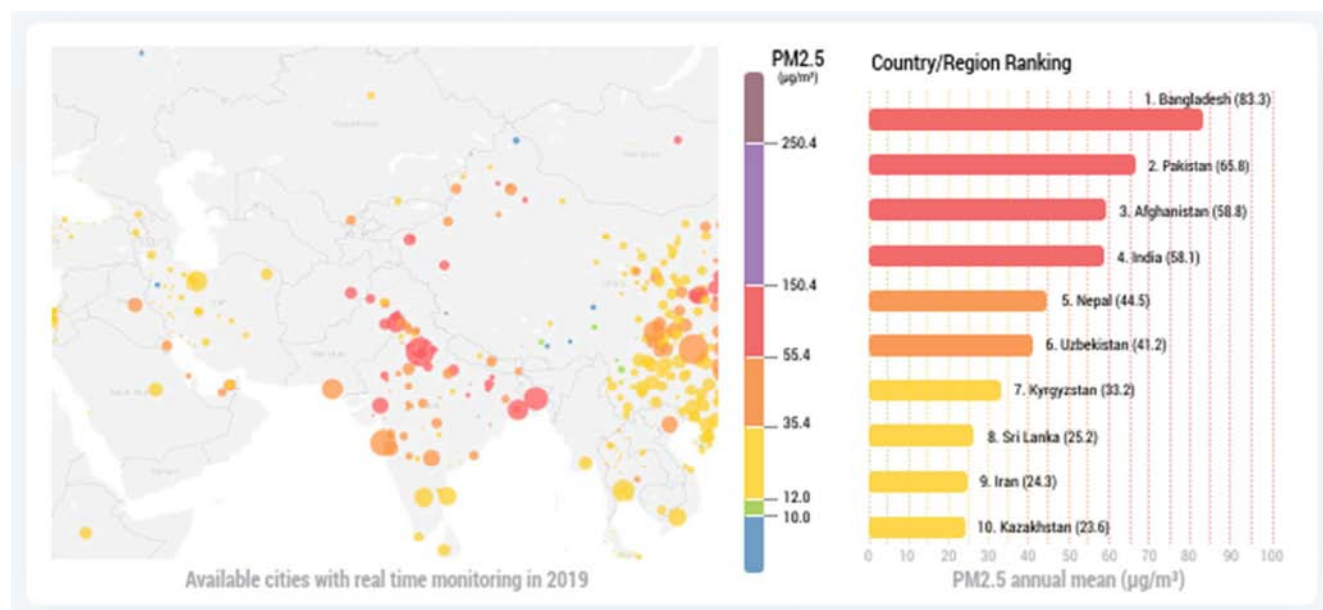 PM2.5
(µg/m³)
250.4
150.4
55.4
35.4
12.0
10.0
Available cities with real time monitoring in 2019
Country/Region Ranking
1. Bangladesh (83.3)
2. Pakistan (65.8)
3. Afghanistan (58.8)
4. India (58.1)
5. Nepal (44.5)
6. Uzbekistan (41.2)
7. Kyrgyzstan (33.2)
8. Sri Lanka (25.2)
9. Iran (24.3)
10. Kazakhstan (23.6)
0 10 20 30 40 50 60 70 80 90 100
PM2.5 annual mean (µg/m³)